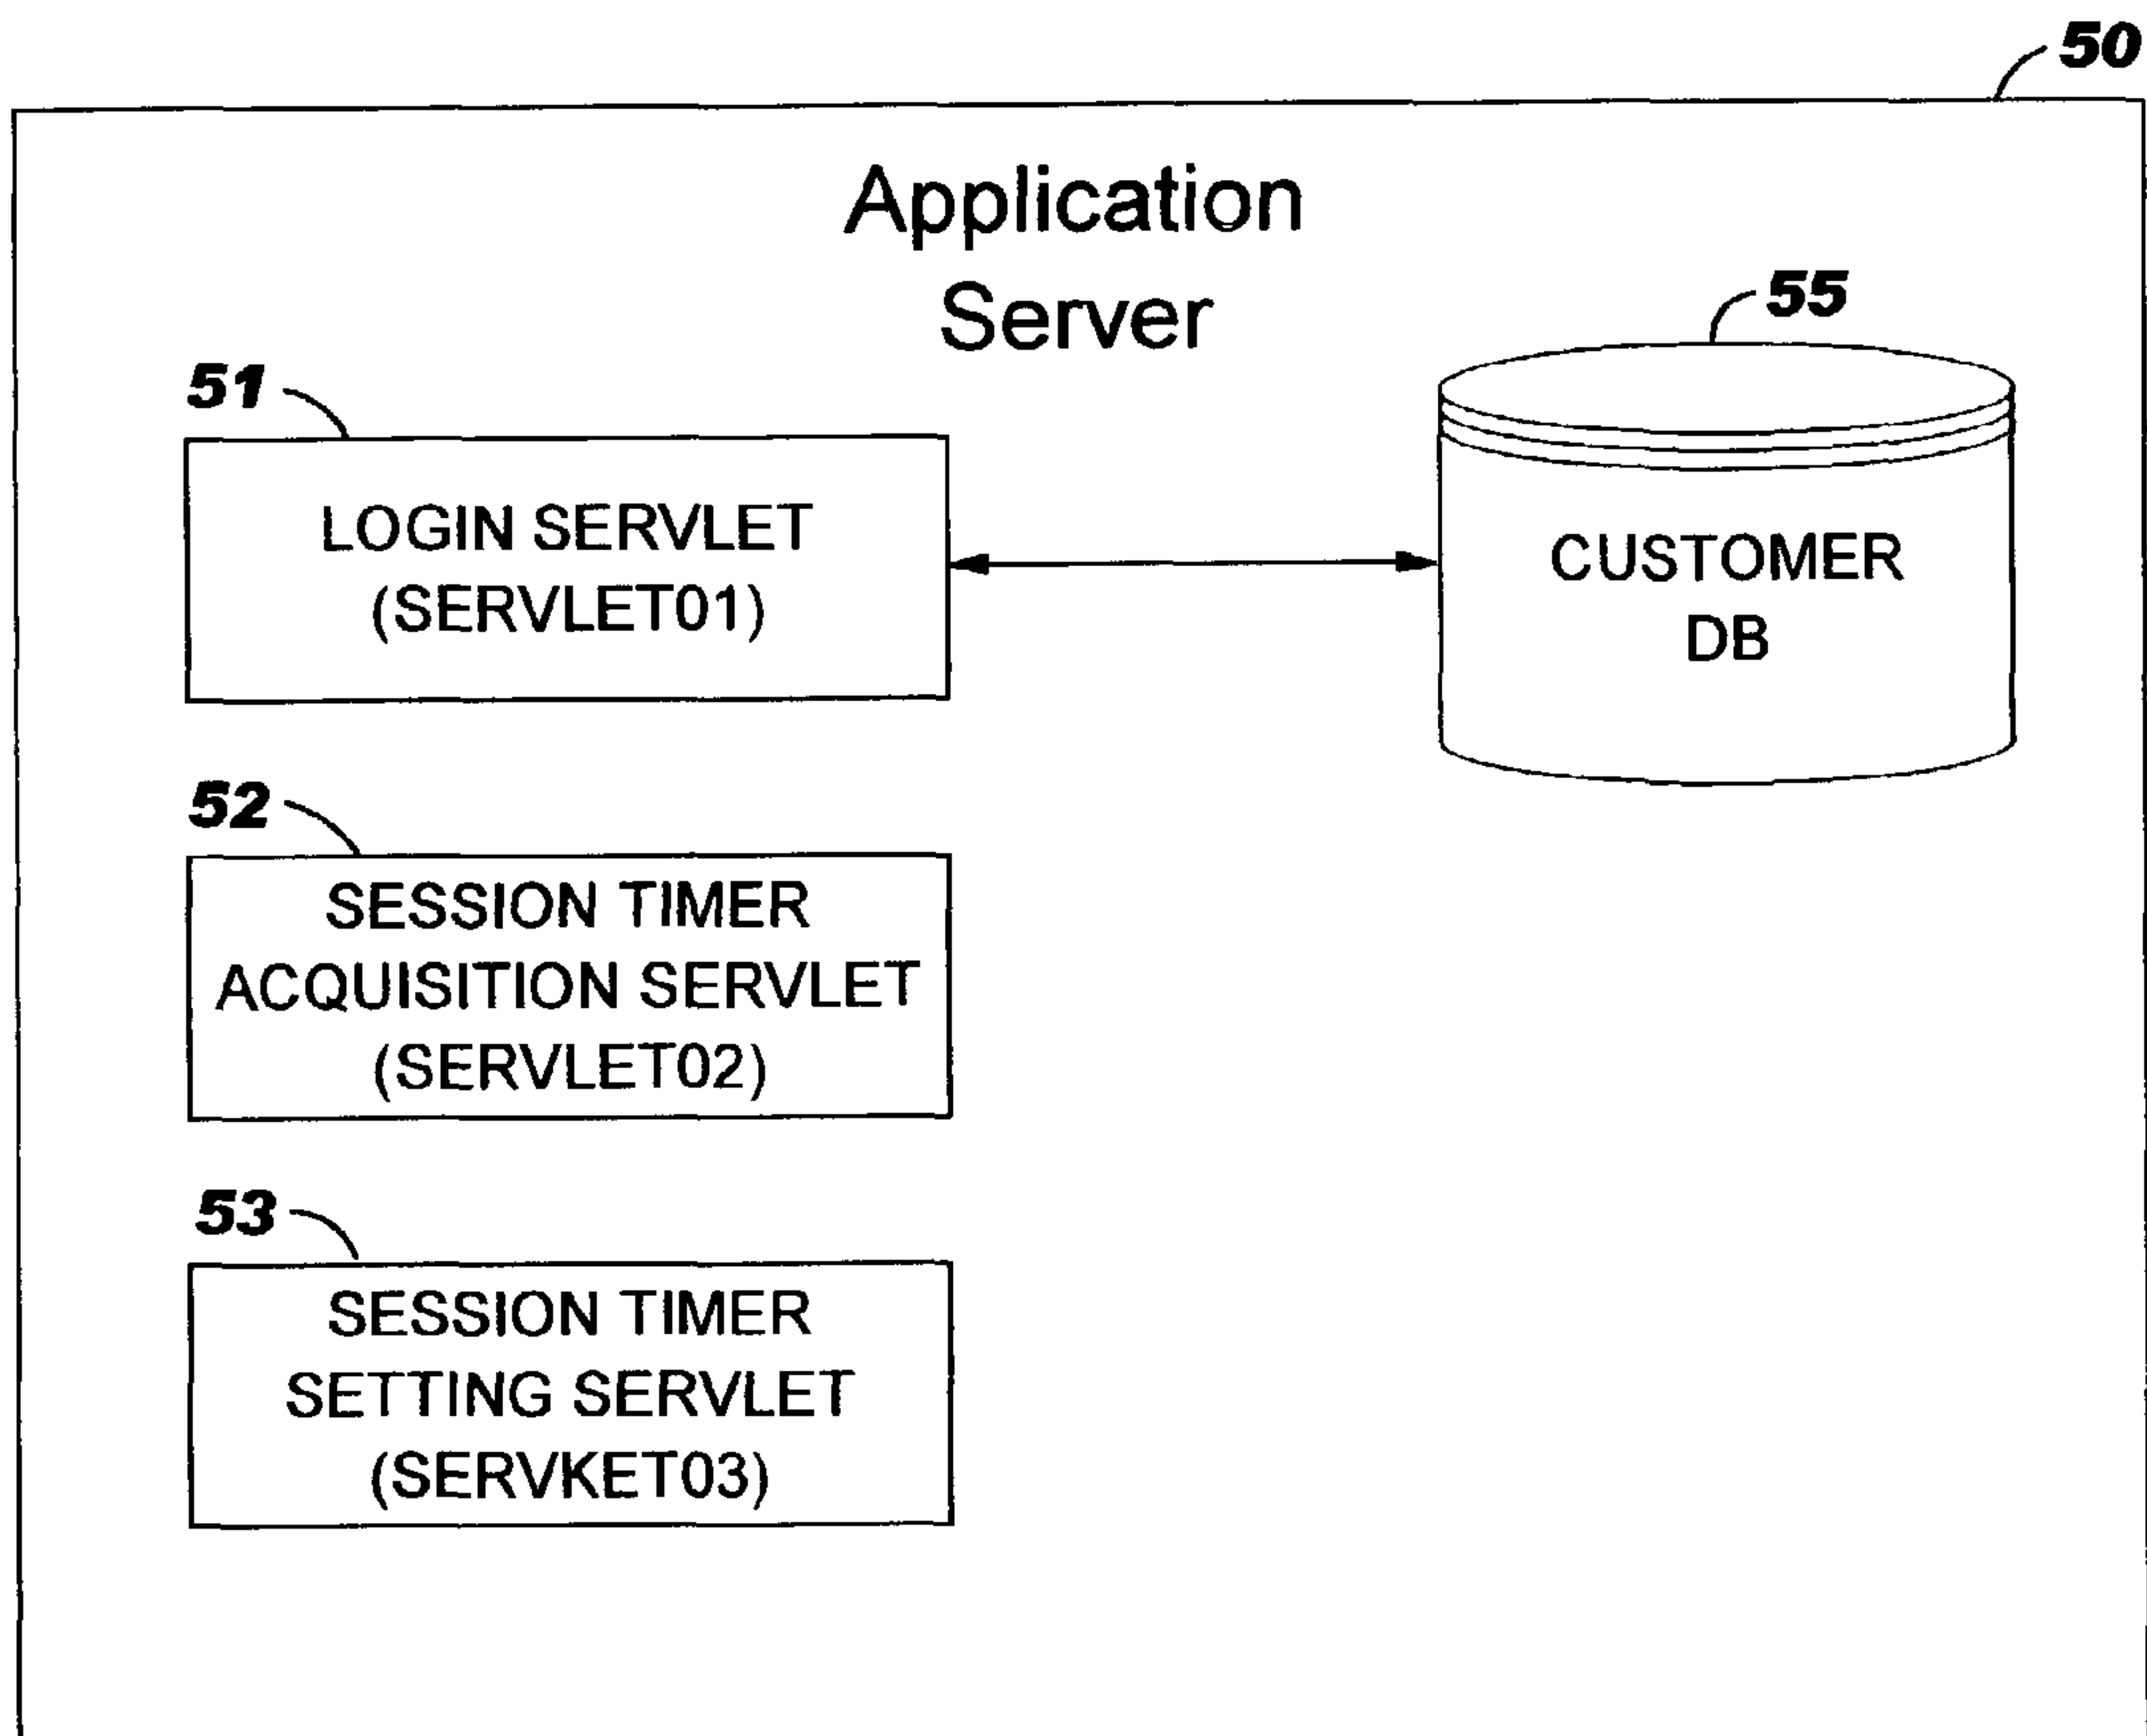 50
Application
Server
55
51
LOGIN SERVLET
(SERVLET01)
CUSTOMER
DB
52
SESSION TIMER
ACQUISITION SERVLET
(SERVLET02)
53
SESSION TIMER
SETTING SERVLET
(SERVKET03)